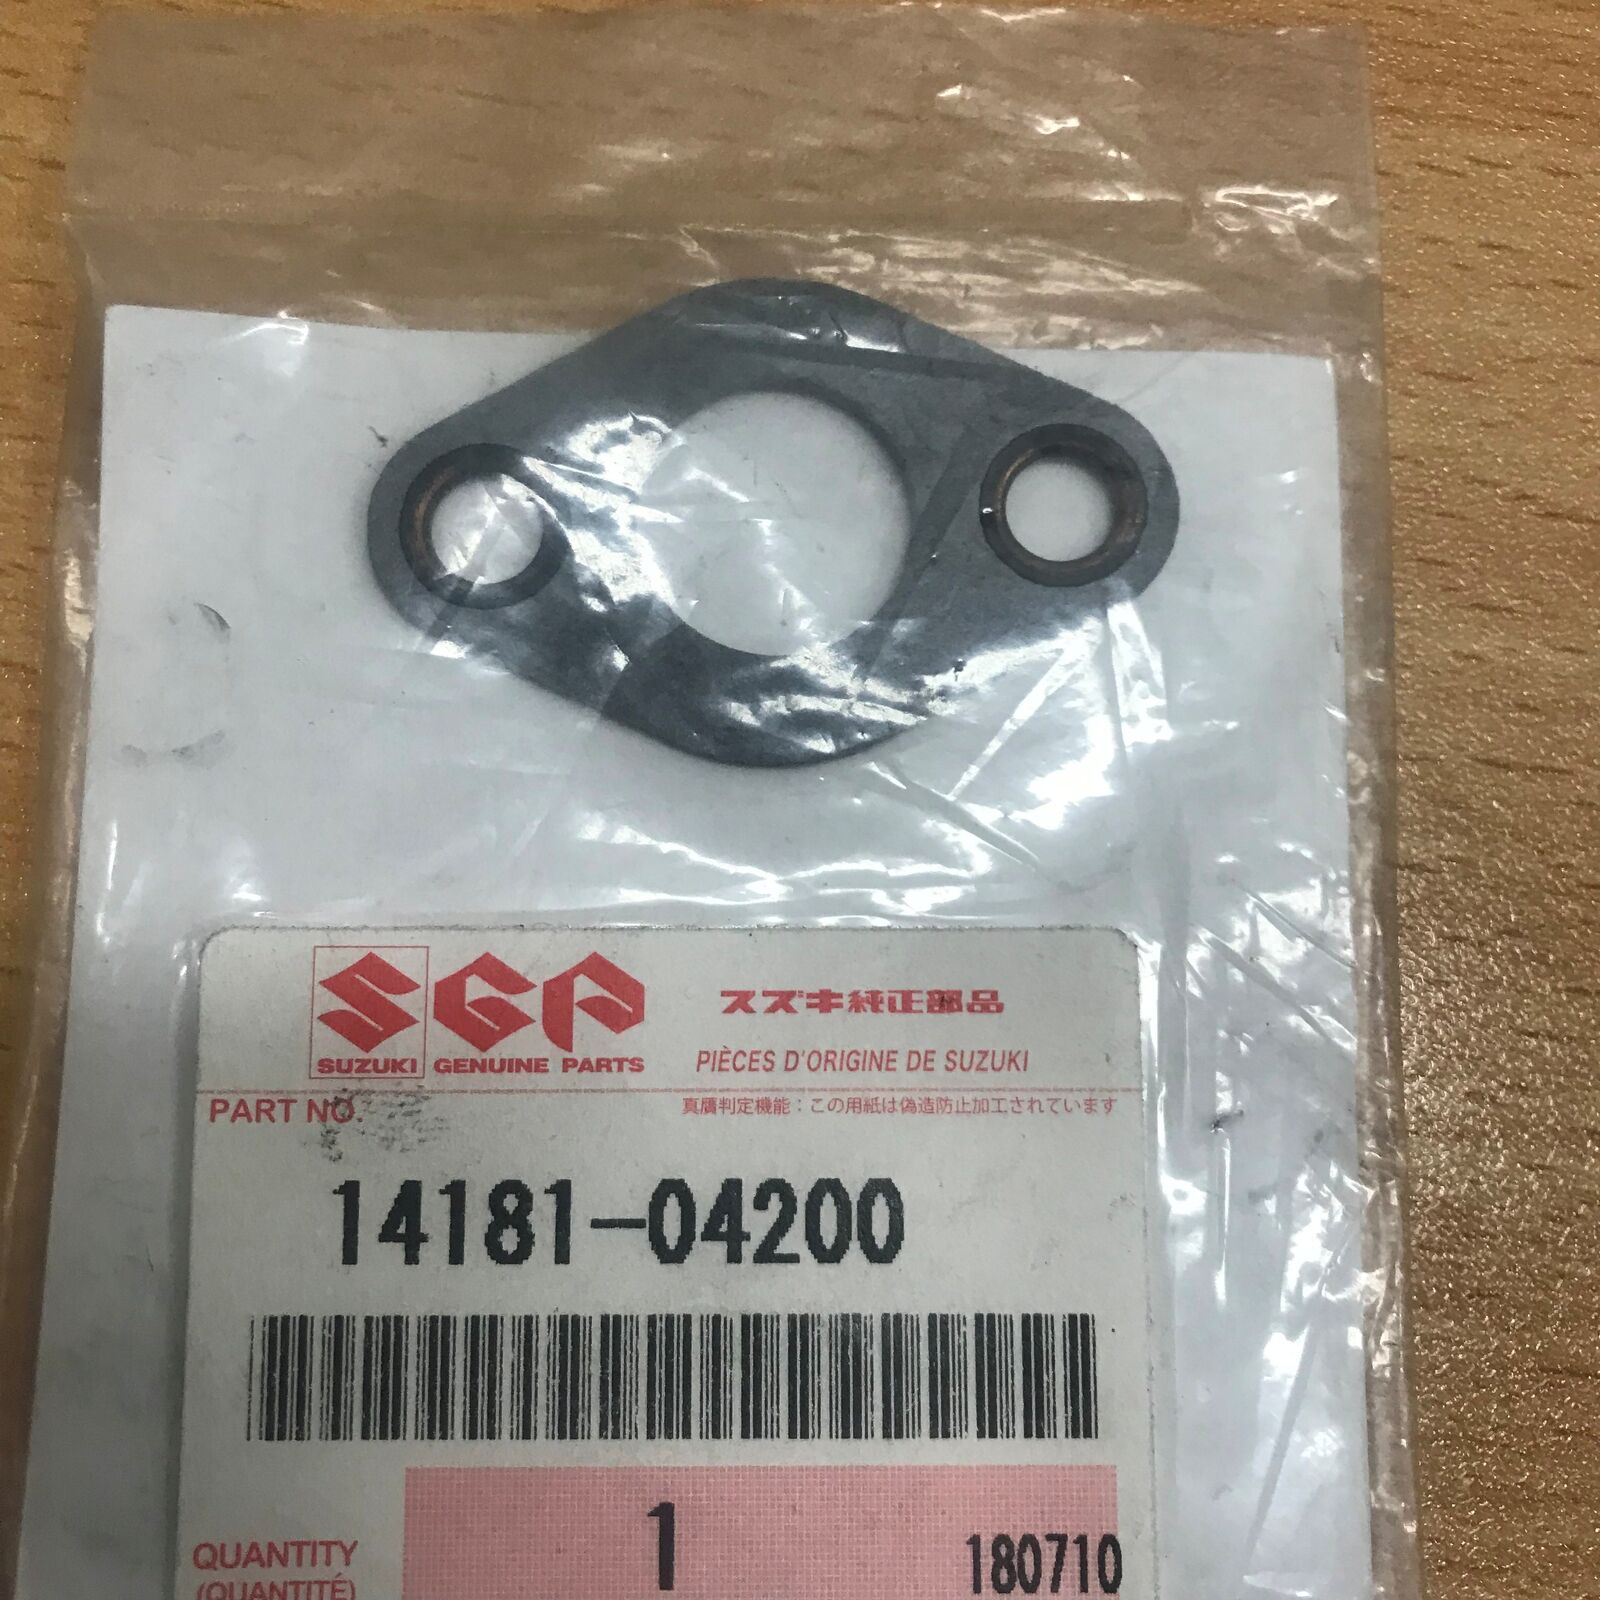 SGP
SUZUKI GENUINE PARTS
スズキ純正部品
PIÈCES D'ORIGINE DE SUZUKI
PART NO.
真贋判定機能：この用紙は偽造防止加工されています
14181-04200
1
180710
QUANTITY
(QUANTITÉ)